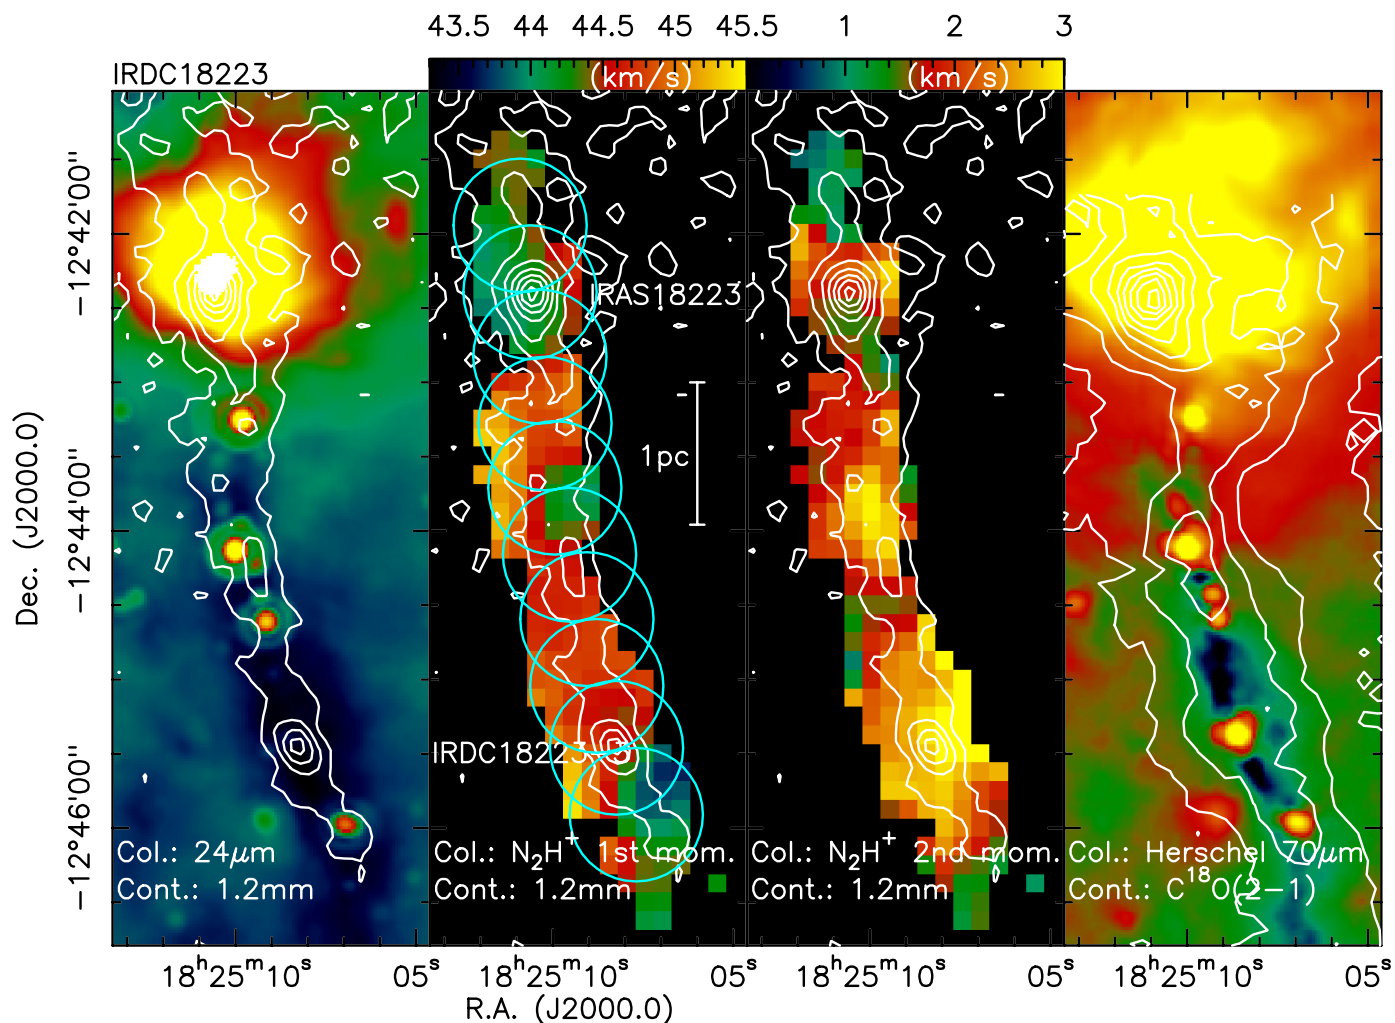 43.5 44 44.5 45 45.5 1 2 3
IRDC18223
(km/s) (km/s)
−12°42'00"
−12°44'00"
−12°46'00"
Dec. (J2000.0)
IRAS18223
1pc
IRDC18223−3
Col.: 24μm
Cont.: 1.2mm
Col.: N₂H⁺ 1st mom.
Cont.: 1.2mm
Col.: N₂H⁺ 2nd mom.
Cont.: 1.2mm
Col.: Herschel 70μm
Cont.: C¹⁸O(2−1)
18ʰ25ᵐ10ˢ 05ˢ 18ʰ25ᵐ10ˢ 05ˢ 18ʰ25ᵐ10ˢ 05ˢ 18ʰ25ᵐ10ˢ 05ˢ
R.A. (J2000.0)